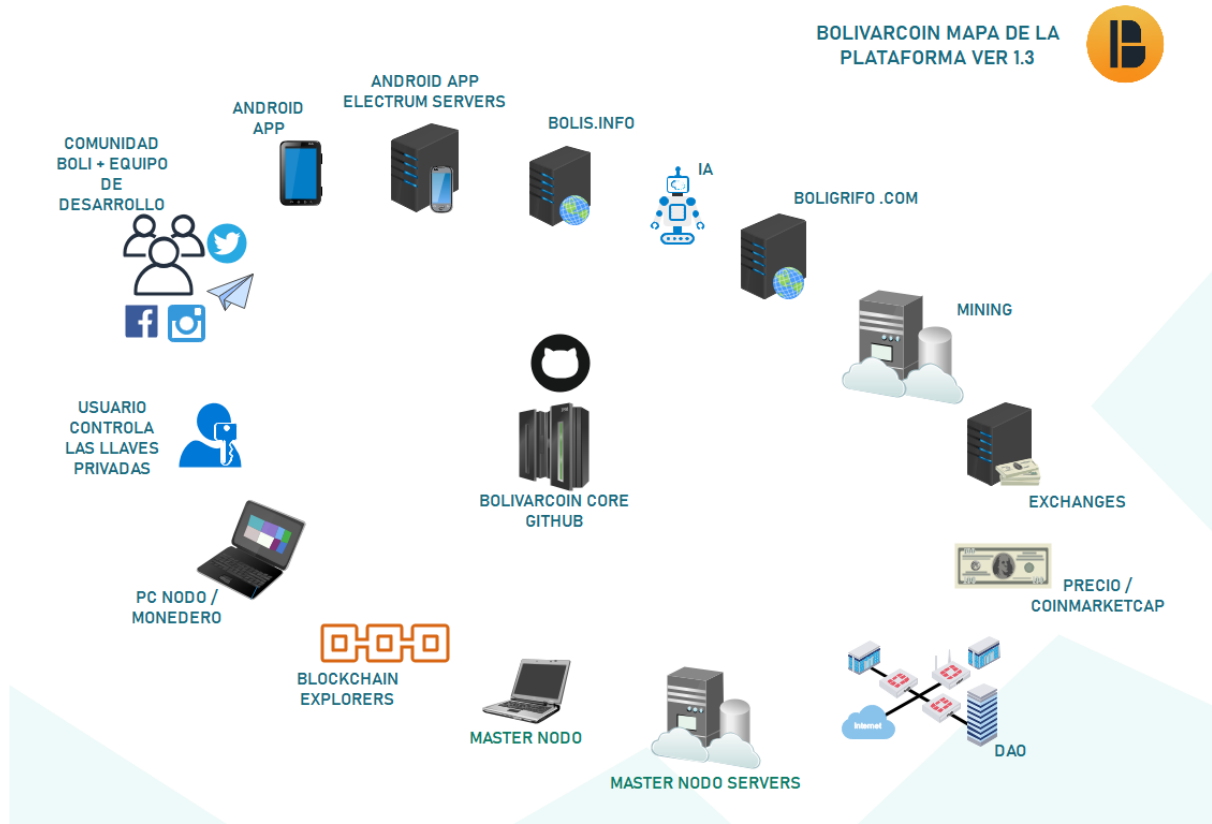 BOLIVARCOIN MAPA DE LA
PLATAFORMA VER 1.3
ANDROID APP
ELECTRUM SERVERS
ANDROID
APP
BOLIS.INFO
COMUNIDAD
BOLI + EQUIPO
DE
DESARROLLO
IA
BOLIGRIFO .COM
MINING
USUARIO
CONTROLA
LAS LLAVES
PRIVADAS
BOLIVARCOIN CORE
GITHUB
EXCHANGES
PC NODO /
MONEDERO
PRECIO /
COINMARKETCAP
BLOCKCHAIN
EXPLORERS
Internet
MASTER NODO
DAO
MASTER NODO SERVERS